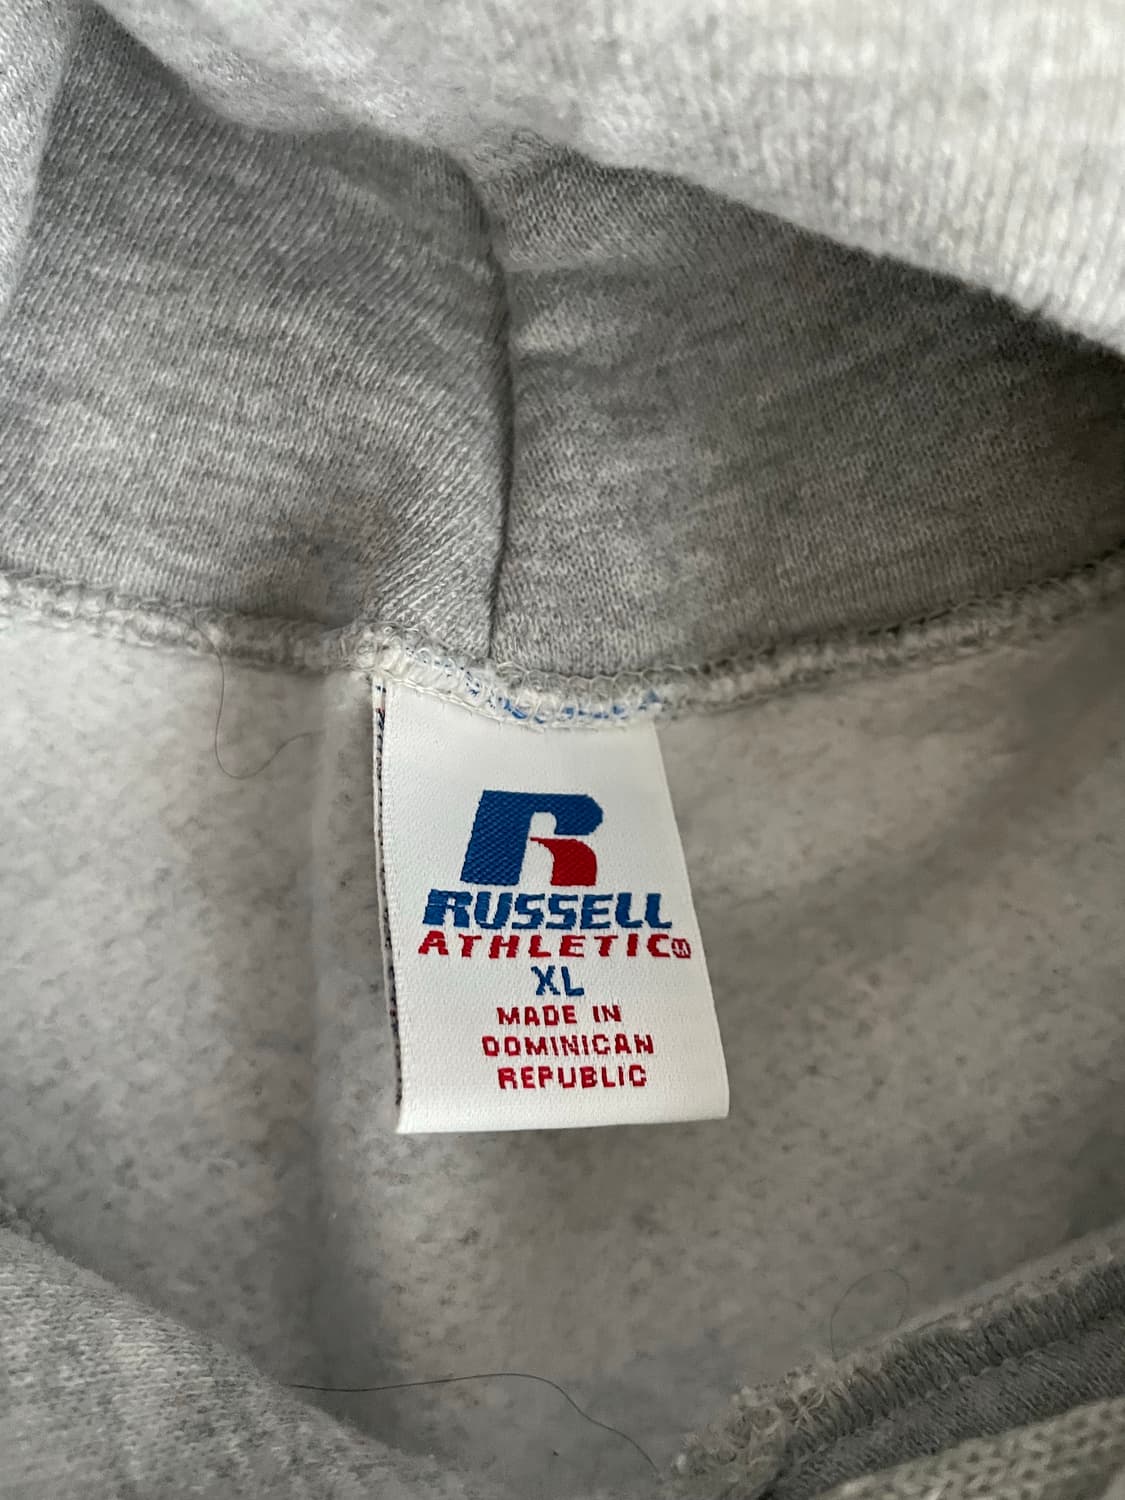 R
RUSSELL
ATHLETIC
XL
MADE IN
DOMINICAN
REPUBLIC